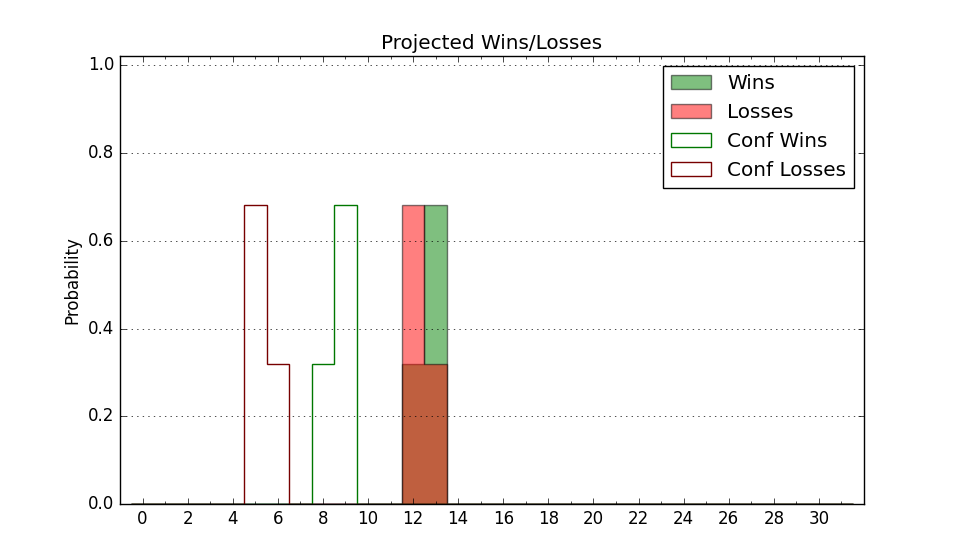 Projected Wins/Losses
1.0
0.8
0.6
0.4
0.2
0.0
Probability
Wins
Losses
Conf Wins
Conf Losses
0 2 4 6 8 10 12 14 16 18 20 22 24 26 28 30